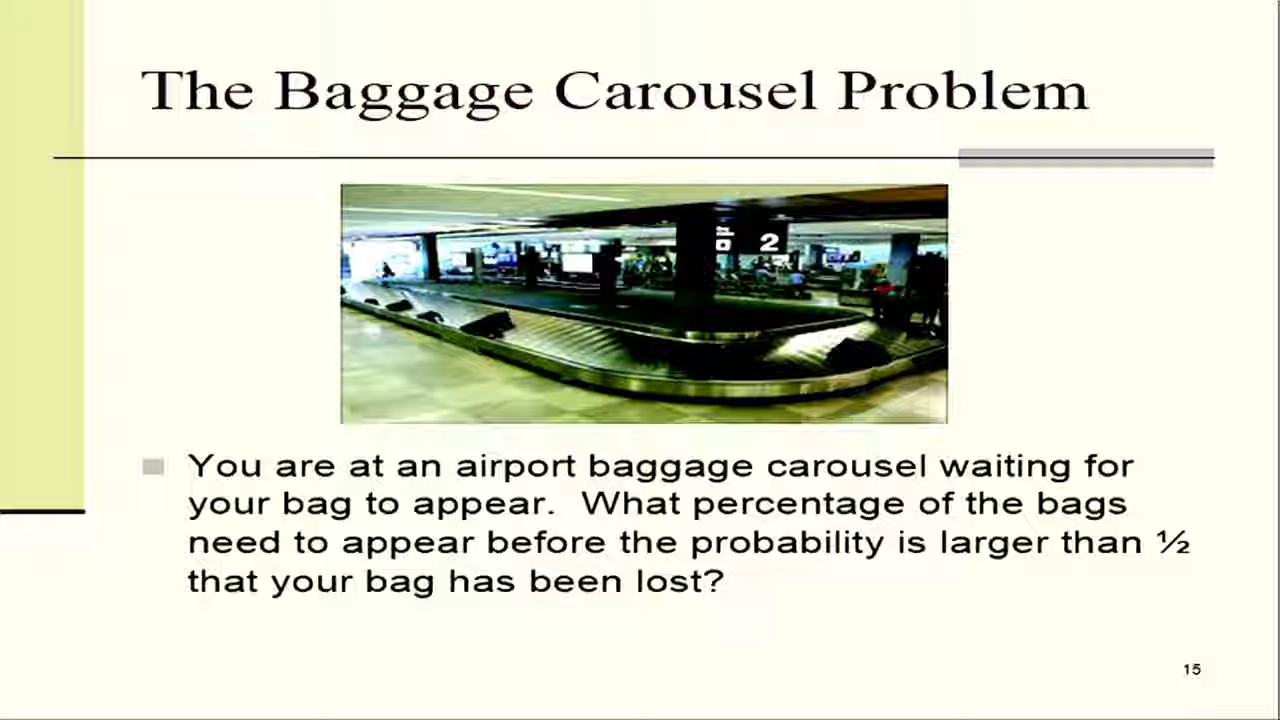 The Baggage Carousel Problem
2
You are at an airport baggage carousel waiting for
your bag to appear.  What percentage of the bags
need to appear before the probability is larger than ½
that your bag has been lost?
15